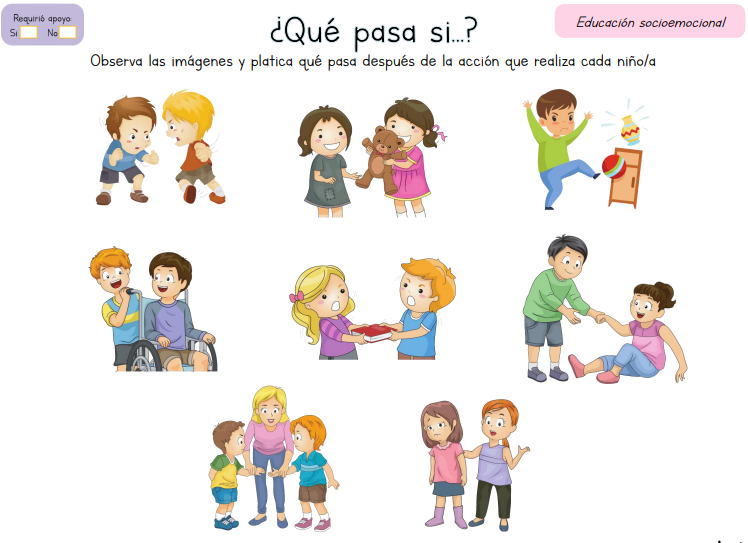 Requirió apoyo:
Si No
¿Qué pasa si...?
Educación socioemocional
Observa las imágenes y platica qué pasa después de la acción que realiza cada niño/a